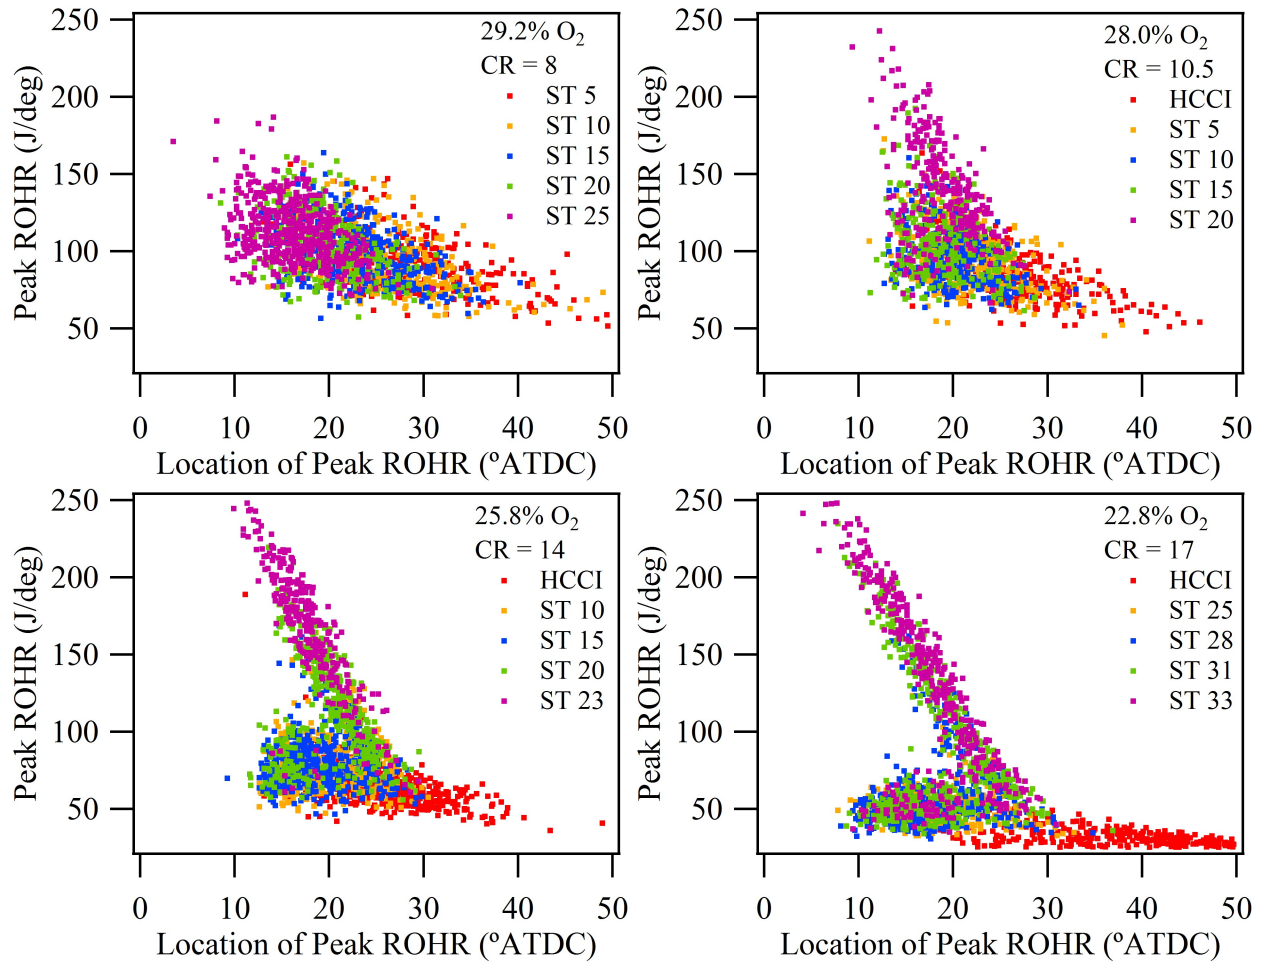 250
200
150
100
50
Peak ROHR (J/deg)
29.2% O₂
CR = 8
ST 5
ST 10
ST 15
ST 20
ST 25
0 10 20 30 40 50
Location of Peak ROHR (ºATDC)
250
200
150
100
50
Peak ROHR (J/deg)
28.0% O₂
CR = 10.5
HCCI
ST 5
ST 10
ST 15
ST 20
0 10 20 30 40 50
Location of Peak ROHR (ºATDC)
250
200
150
100
50
Peak ROHR (J/deg)
25.8% O₂
CR = 14
HCCI
ST 10
ST 15
ST 20
ST 23
0 10 20 30 40 50
Location of Peak ROHR (ºATDC)
250
200
150
100
50
Peak ROHR (J/deg)
22.8% O₂
CR = 17
HCCI
ST 25
ST 28
ST 31
ST 33
0 10 20 30 40 50
Location of Peak ROHR (ºATDC)